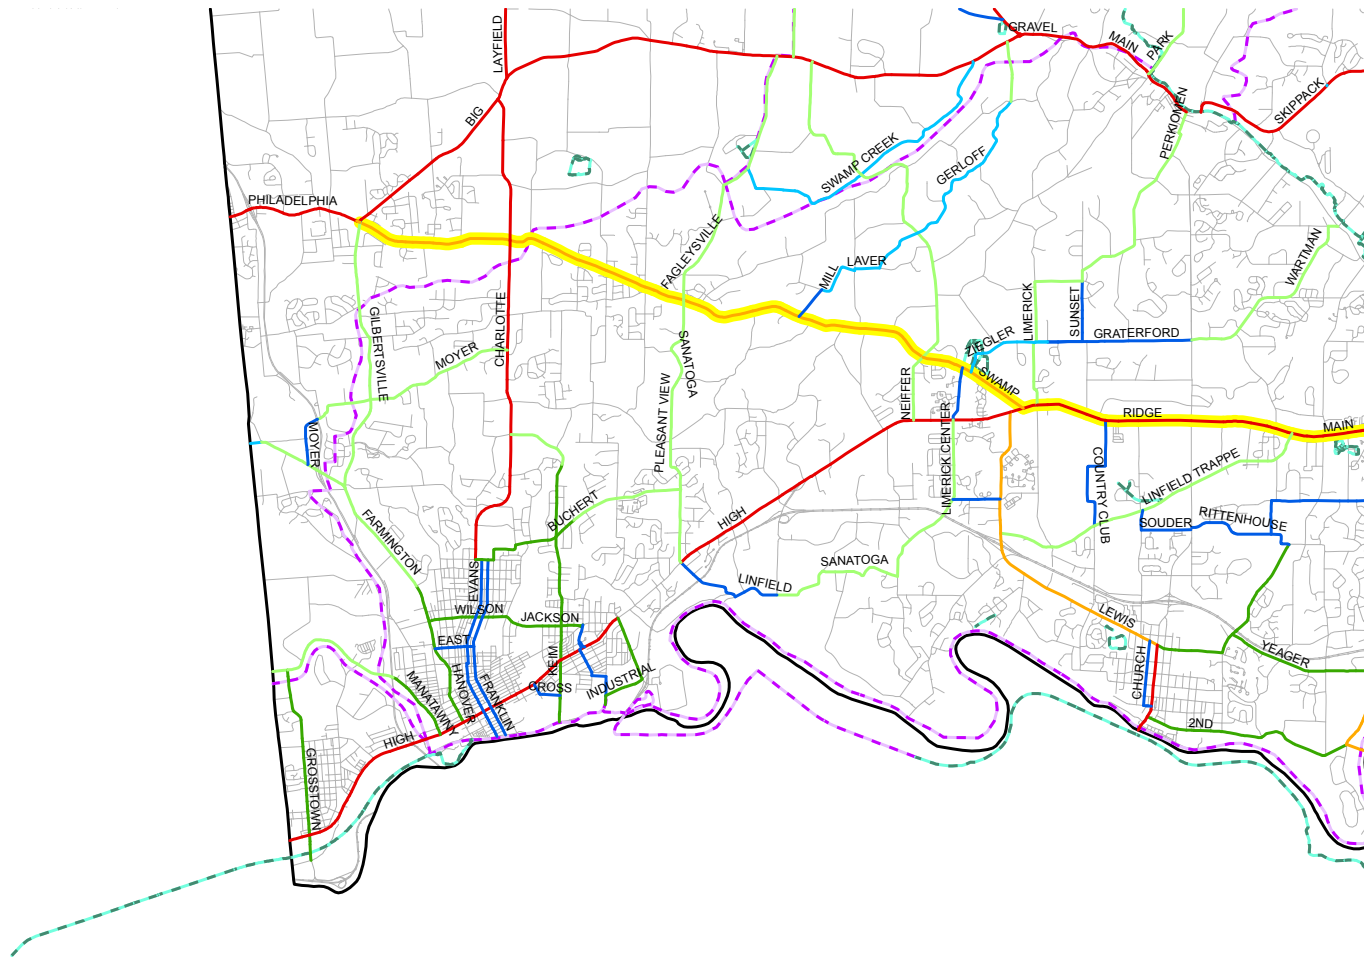 LAYFIELD
GRAVEL
MAIN
PARK
BIG
SKIPPACK
PERKIOMEN
SWAMP CREEK
GERLOFF
PHILADELPHIA
FAGLEYSVILLE
WARTMAN
MILL
LAVER
LIMERICK
SUNSET
GILBERTSVILLE
CHARLOTTE
MOYER
SANATOGA
ZIEGLER
GRATERFORD
SWAMP
NEIFFER
PLEASANT VIEW
RIDGE
MAIN
MOYER
LIMERICK CENTER
COUNTRY CLUB
LINFIELD TRAPPE
BUCHERT
HIGH
SOUDER
RITTENHOUSE
FARMINGTON
EVANS
LINFIELD
SANATOGA
WILSON
JACKSON
LEWIS
EAST
KEIM
YEAGER
HANOVER
MANATAWNY
FRANKLIN
CROSS
INDUSTRIAL
CHURCH
2ND
HIGH
GROSSTOWN